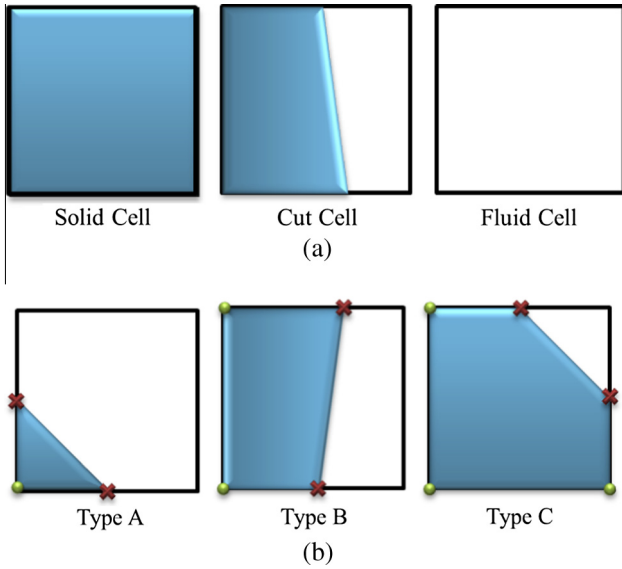 Solid Cell
Cut Cell
Fluid Cell
(a)
Type A
Type B
Type C
(b)